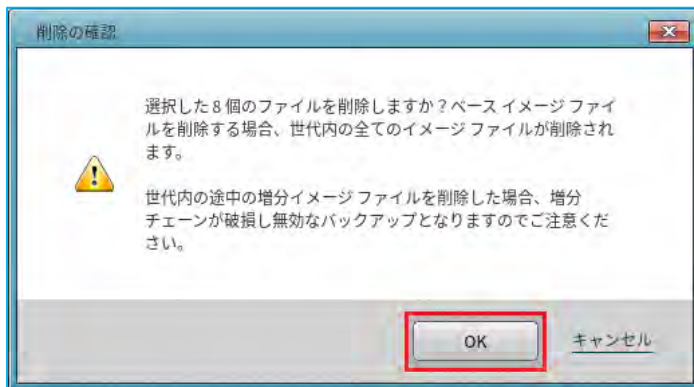 削除の確認
選択した8個のファイルを削除しますか？ベース イメージ ファイ
ルを削除する場合、世代内の全てのイメージ ファイルが削除され
ます。
世代内の途中の増分イメージ ファイルを削除した場合、増分
チェーンが破損し無効なバックアップとなりますのでご注意くだ
さい。
OK
キャンセル